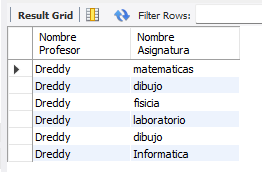 Result Grid Filter Rows:
Nombre Nombre
Profesor Asignatura
Dreddy matematicas
Dreddy dibujo
Dreddy fisicia
Dreddy laboratorio
Dreddy dibujo
Dreddy Informatica